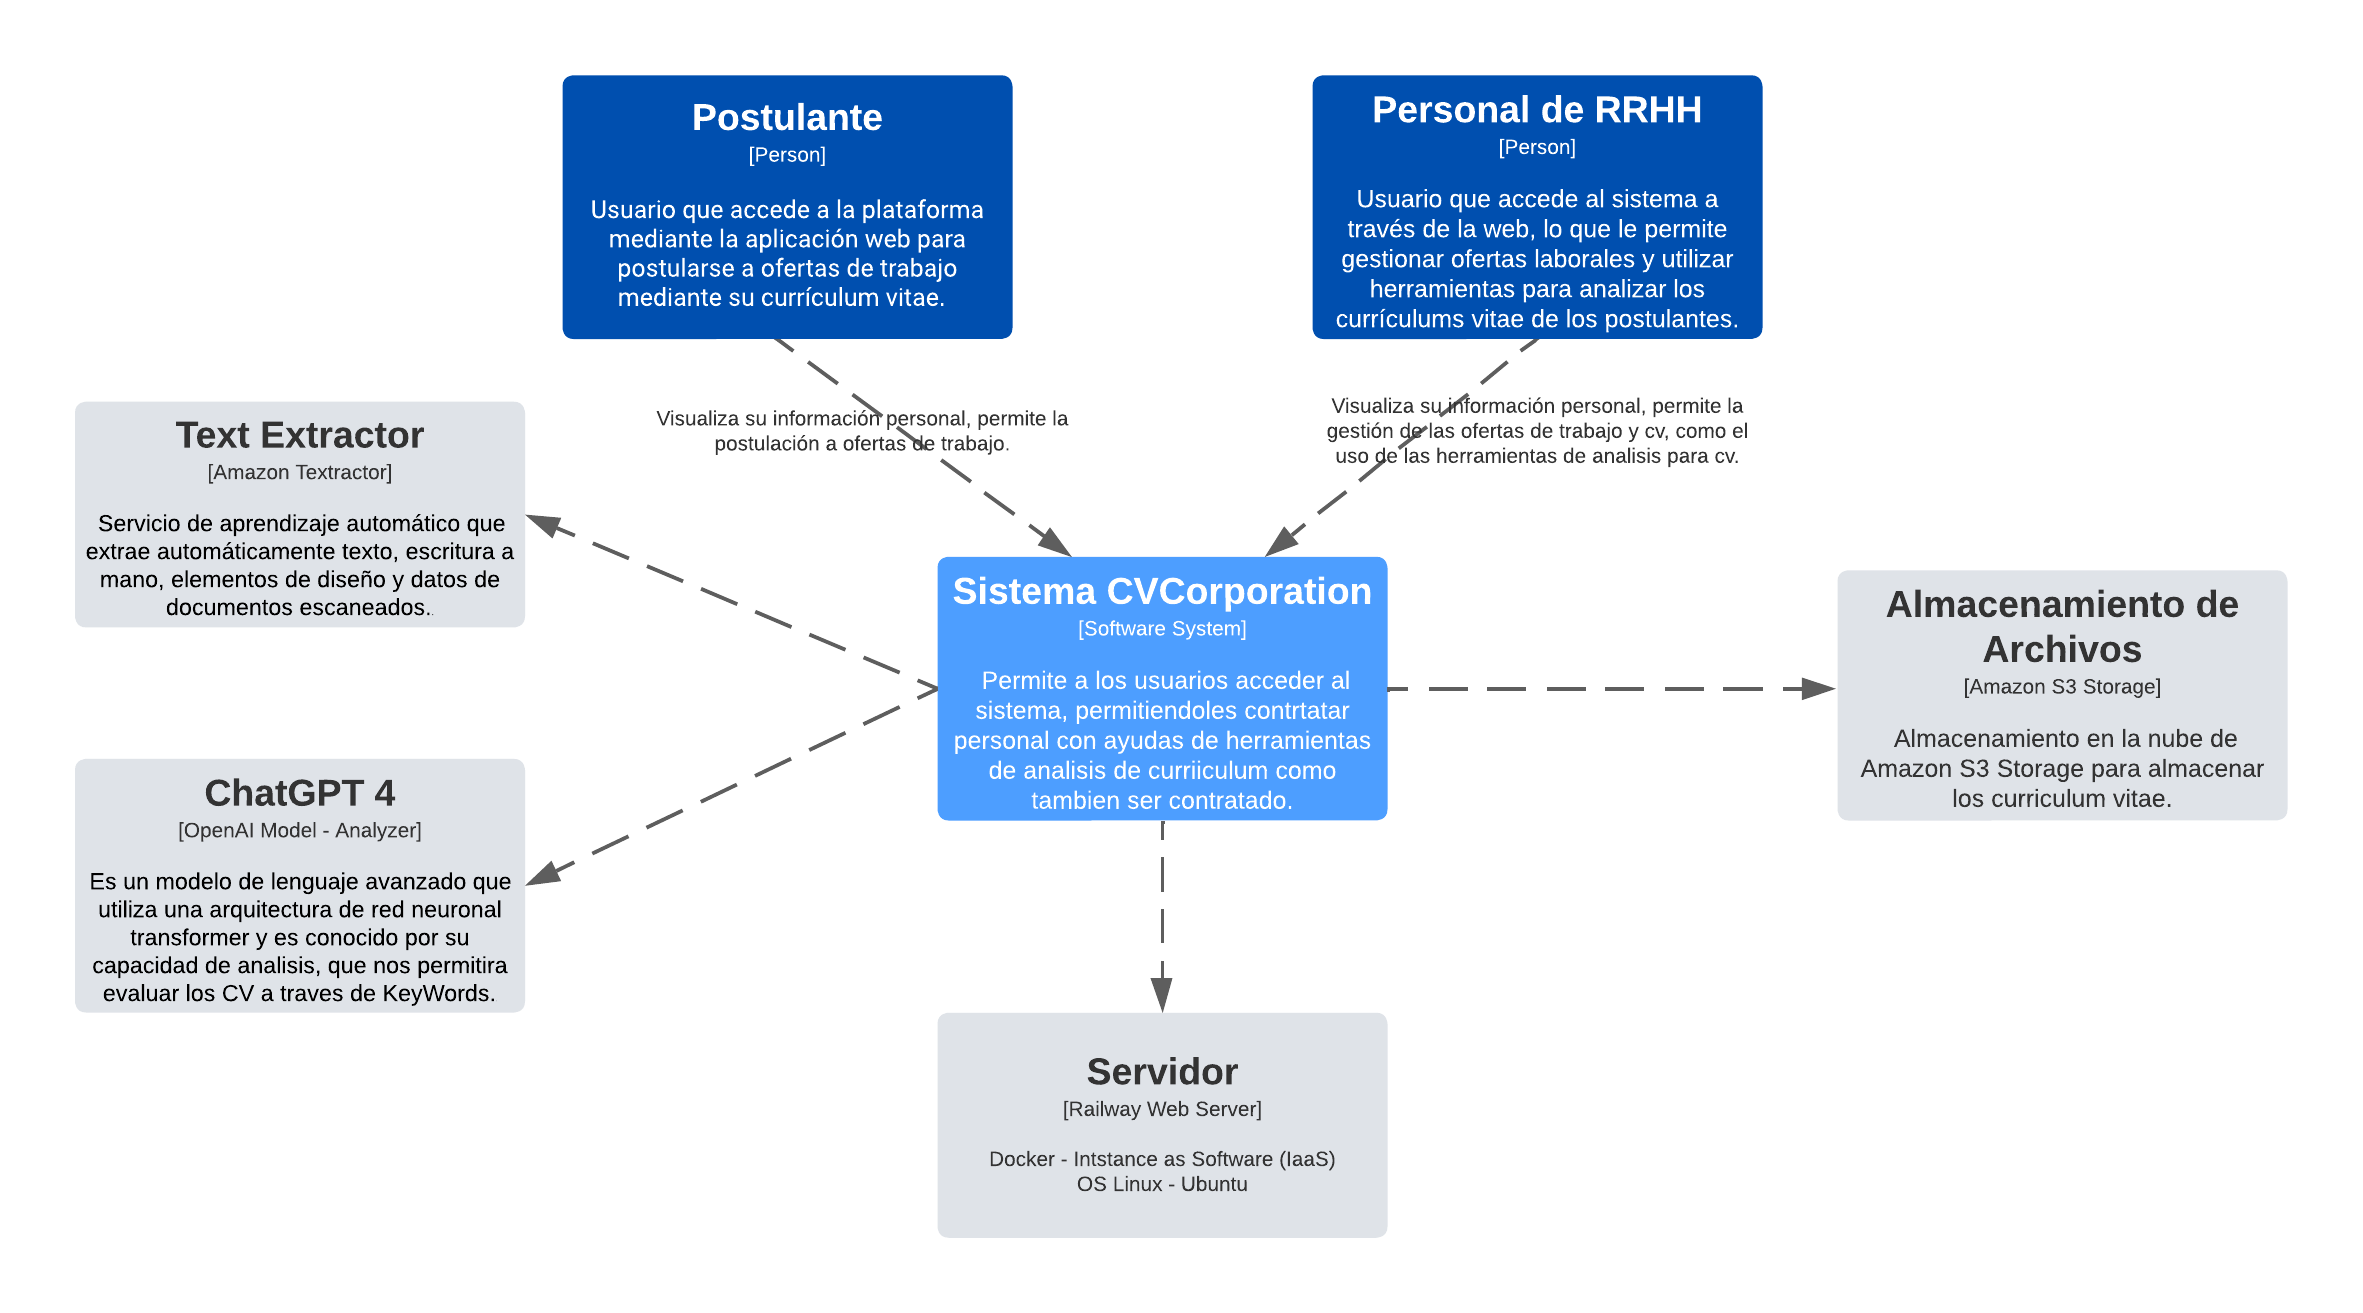 Postulante
[Person]
Usuario que accede a la plataforma
mediante la aplicación web para
postularse a ofertas de trabajo
mediante su currículum vitae.
Personal de RRHH
[Person]
Usuario que accede al sistema a
través de la web, lo que le permite
gestionar ofertas laborales y utilizar
herramientas para analizar los
currículums vitae de los postulantes.
Visualiza su información personal, permite la
postulación a ofertas de trabajo.
Visualiza su información personal, permite la
gestión de las ofertas de trabajo y cv, como el
uso de las herramientas de analisis para cv.
Text Extractor
[Amazon Textractor]
Servicio de aprendizaje automático que
extrae automáticamente texto, escritura a
mano, elementos de diseño y datos de
documentos escaneados..
Sistema CVCorporation
[Software System]
Permite a los usuarios acceder al
sistema, permitiendoles contrtatar
personal con ayudas de herramientas
de analisis de curriiculum como
tambien ser contratado.
Almacenamiento de
Archivos
[Amazon S3 Storage]
Almacenamiento en la nube de
Amazon S3 Storage para almacenar
los curriculum vitae.
ChatGPT 4
[OpenAI Model - Analyzer]
Es un modelo de lenguaje avanzado que
utiliza una arquitectura de red neuronal
transformer y es conocido por su
capacidad de analisis, que nos permitira
evaluar los CV a traves de KeyWords.
Servidor
[Railway Web Server]
Docker - Intstance as Software (IaaS)
OS Linux - Ubuntu